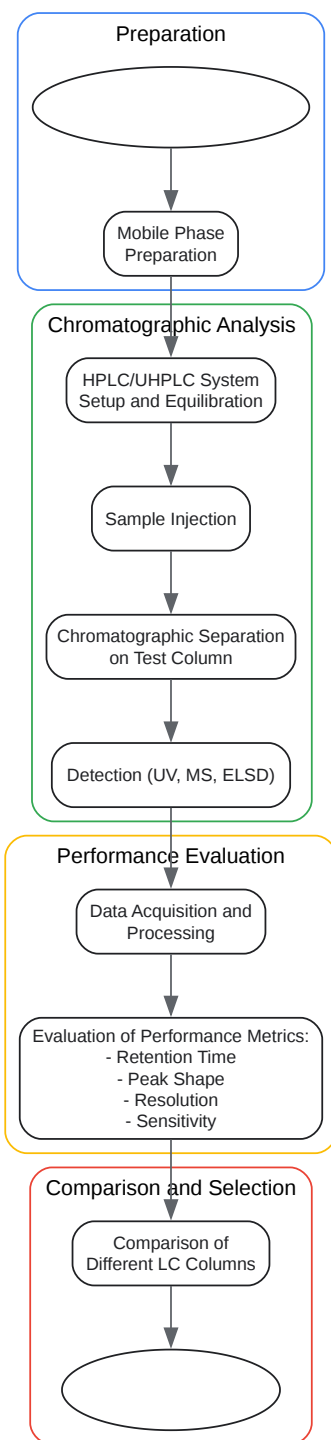 Preparation
Mobile Phase
Preparation
Chromatographic Analysis
HPLC/UHPLC System
Setup and Equilibration
Sample Injection
Chromatographic Separation
on Test Column
Detection (UV, MS, ELSD)
Performance Evaluation
Data Acquisition and
Processing
Evaluation of Performance Metrics:
- Retention Time
- Peak Shape
- Resolution
- Sensitivity
Comparison and Selection
Comparison of
Different LC Columns